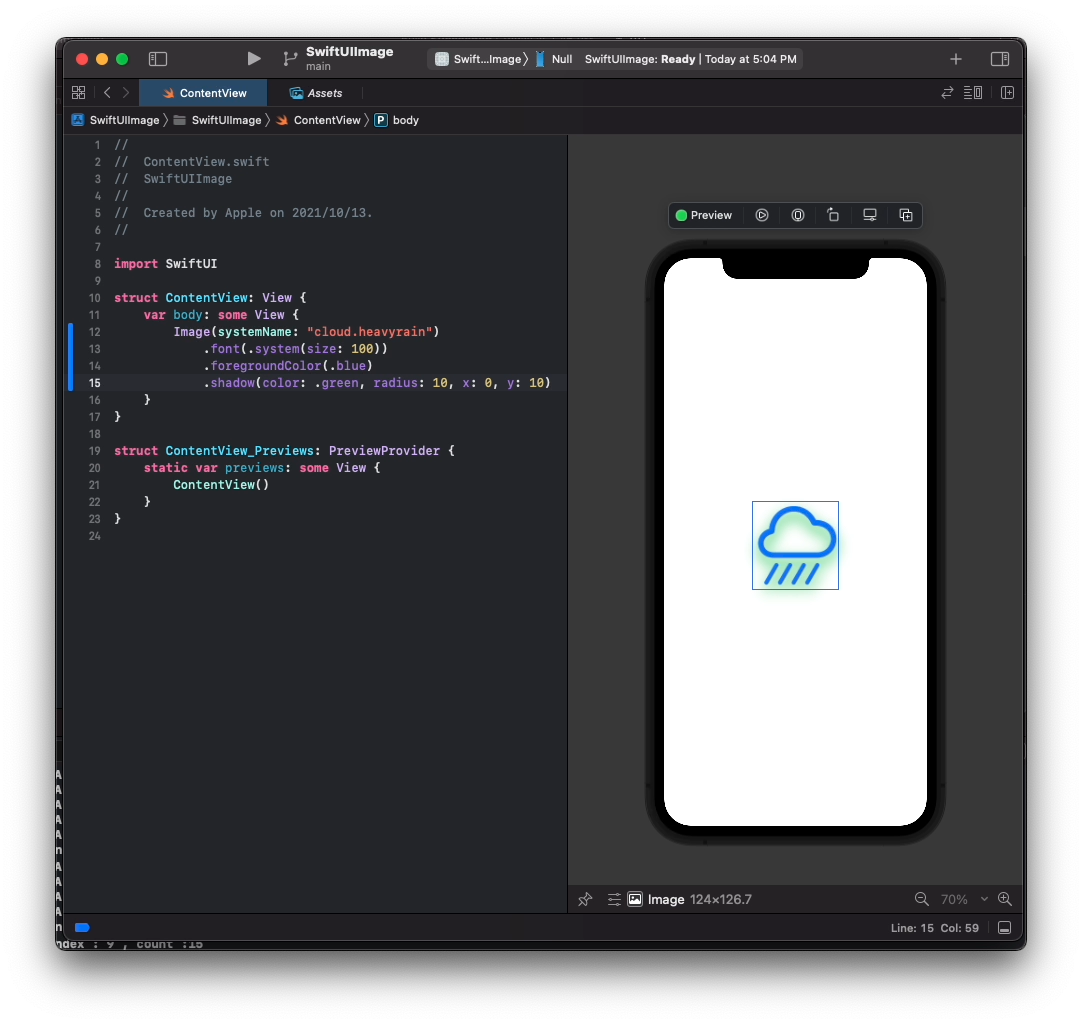 SwiftUIImage
main
Swift...Image〉 Null SwiftUIImage: Ready | Today at 5:04 PM
ContentView Assets
SwiftUIImage 〉 SwiftUIImage 〉 ContentView 〉 P body
1 //
2 //  ContentView.swift
3 //  SwiftUIImage
4 //
5 //  Created by Apple on 2021/10/13.
6 //
7
8 import SwiftUI
9
10 struct ContentView: View {
11     var body: some View {
12         Image(systemName: "cloud.heavyrain")
13             .font(.system(size: 100))
14             .foregroundColor(.blue)
15             .shadow(color: .green, radius: 10, x: 0, y: 10)
16     }
17 }
18
19 struct ContentView_Previews: PreviewProvider {
20     static var previews: some View {
21         ContentView()
22     }
23 }
24
Preview
Image 124×126.7
70%
Line: 15 Col: 59